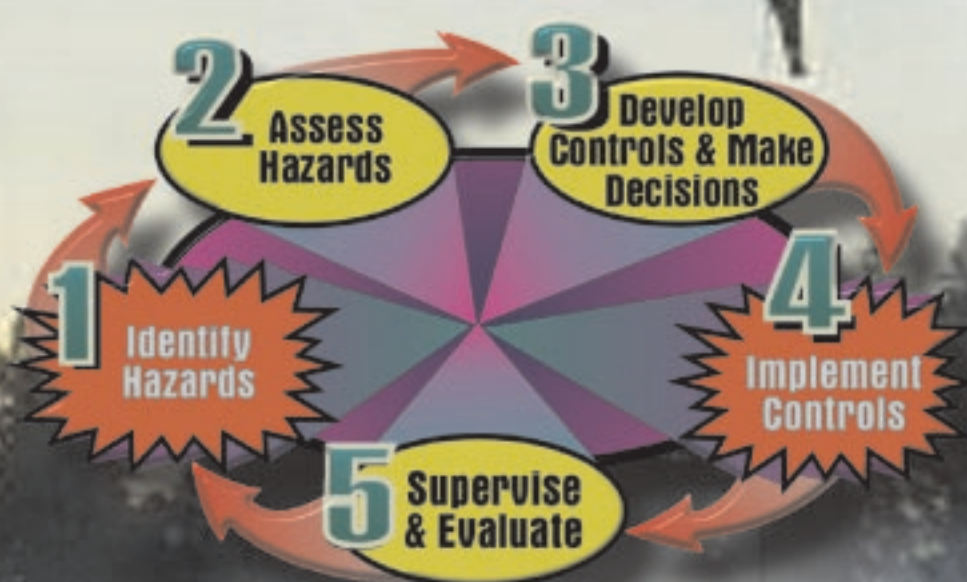 1
Identify
Hazards
2
Assess
Hazards
3
Develop
Controls & Make
Decisions
4
Implement
Controls
5
Supervise
& Evaluate